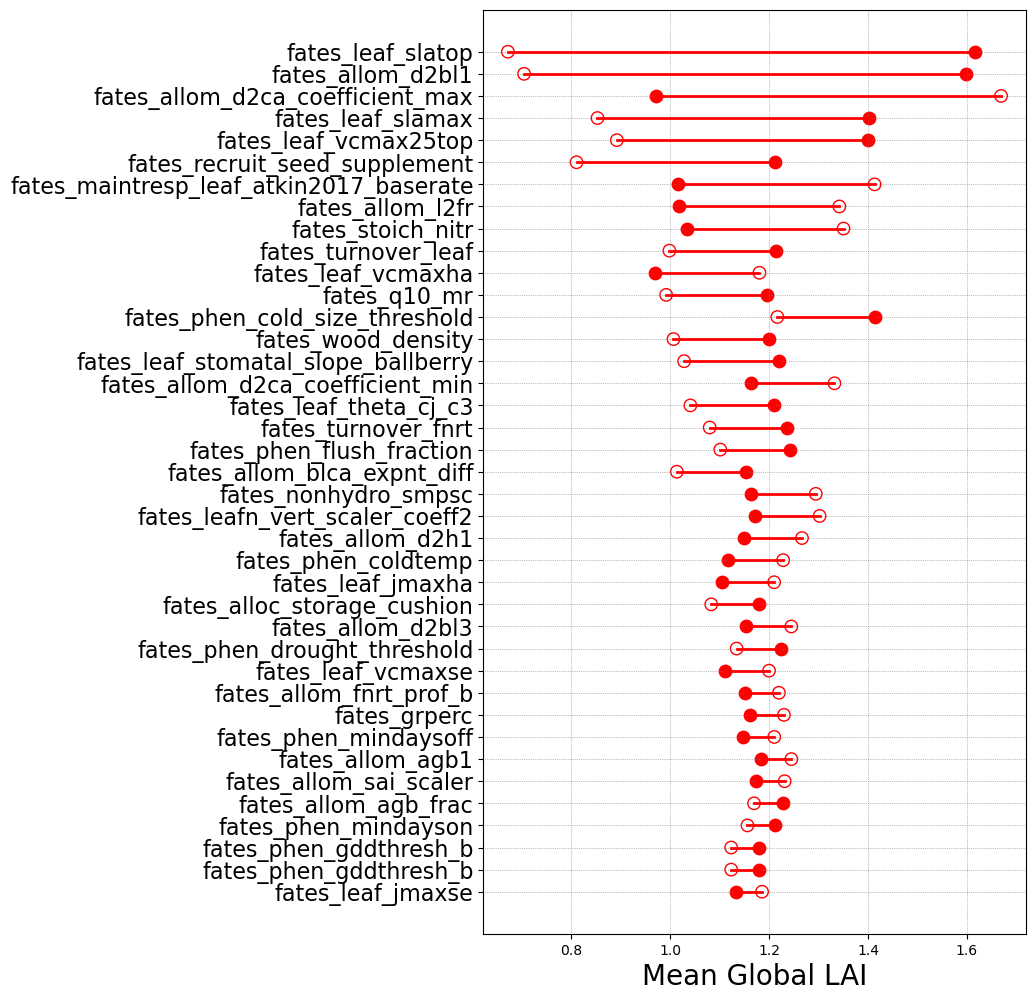 fates_leaf_slatop
fates_allom_d2bl1
fates_allom_d2ca_coefficient_max
fates_leaf_slamax
fates_leaf_vcmax25top
fates_recruit_seed_supplement
fates_maintresp_leaf_atkin2017_baserate
fates_allom_l2fr
fates_stoich_nitr
fates_turnover_leaf
fates_leaf_vcmaxha
fates_q10_mr
fates_phen_cold_size_threshold
fates_wood_density
fates_leaf_stomatal_slope_ballberry
fates_allom_d2ca_coefficient_min
fates_leaf_theta_cj_c3
fates_turnover_fnrt
fates_phen_flush_fraction
fates_allom_blca_expnt_diff
fates_nonhydro_smpsc
fates_leafn_vert_scaler_coeff2
fates_allom_d2h1
fates_phen_coldtemp
fates_leaf_jmaxha
fates_alloc_storage_cushion
fates_allom_d2bl3
fates_phen_drought_threshold
fates_leaf_vcmaxse
fates_allom_fnrt_prof_b
fates_grperc
fates_phen_mindaysoff
fates_allom_agb1
fates_allom_sai_scaler
fates_allom_agb_frac
fates_phen_mindayson
fates_phen_gddthresh_b
fates_phen_gddthresh_b
fates_leaf_jmaxse
0.8 1.0 1.2 1.4 1.6
Mean Global LAI